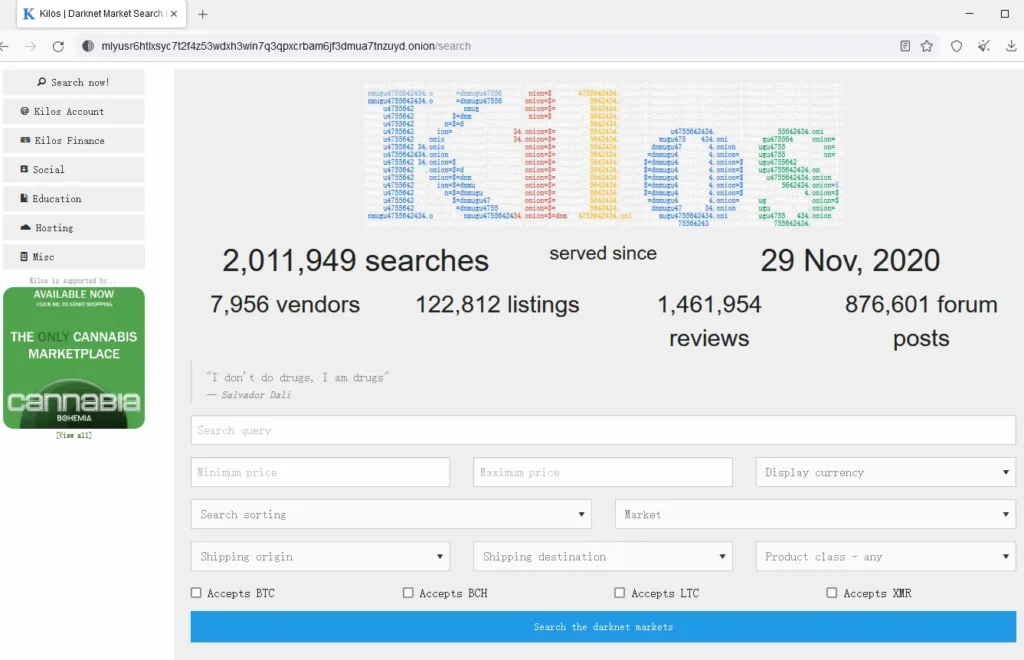 Kilos | Darknet Market Search
mlyusr6htlxsyc7t2f4z53wdxh3win7q3qpxcrbam6jf3dmua7tnzuyd.onion/search
Search now!
Kilos Account
Kilos Finance
Social
Education
Hosting
Misc
Kilos is supported by...
AVAILABLE NOW
CLICK ME TO START SHOPPING
THE ONLY CANNABIS
MARKETPLACE
CANNABIA
BOHEMIA
[View all]
Kilos
2,011,949 searches
served since
29 Nov, 2020
7,956 vendors
122,812 listings
1,461,954
reviews
876,601 forum
posts
"I don't do drugs, I am drugs"
— Salvador Dali
Search query
Minimum price
Maximum price
Display currency
Search sorting
Market
Shipping origin
Shipping destination
Product class - any
Accepts BTC
Accepts BCH
Accepts LTC
Accepts XMR
Search the darknet markets